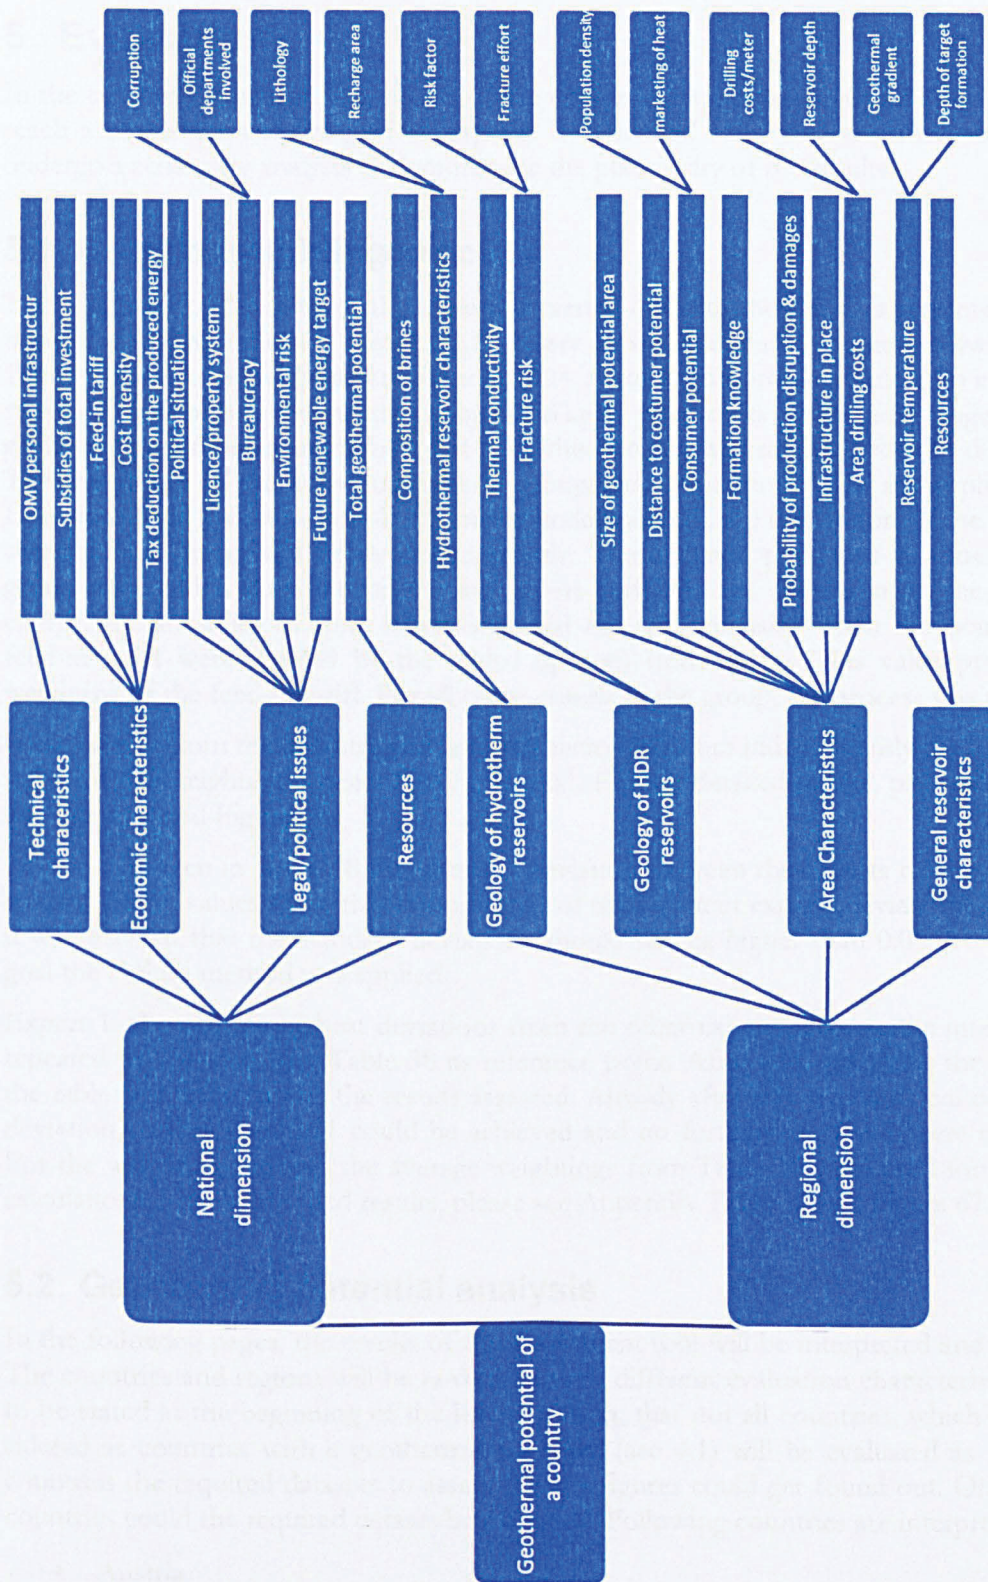 Geothermal potential of
a country
National
dimension
Regional
dimension
Technical
characeristics
Economic characteristics
Legal/political issues
Resources
Geology of hydrotherm
reservoirs
Geology of HDR
reservoirs
Area Characteristics
General reservoir
characteristics
OMV personal infrastructur
Subsidies of total investment
Feed-in tariff
Cost intensity
Tax deduction the produced energy
Political situation
Licence/property system
Bureaucracy
Environmental risk
Future renewable energy target
Total geothermal potential
Composition of brines
Hydrothermal reservoir characteristics
Thermal conductivity
Fracture risk
Size of geothermal potential area
Distance to costumer potential
Consumer potential
Formation knowledge
Probability of production disruption & damages
Infrastructure in place
Area drilling costs
Reservoir temperature
Resources
Corruption
Official
departments
involved
Lithology
Recharge area
Risk factor
Fracture effort
Population density
marketing of heat
Drilling
costs/meter
Reservoir depth
Geothermal
gradient
Depth of target
formation